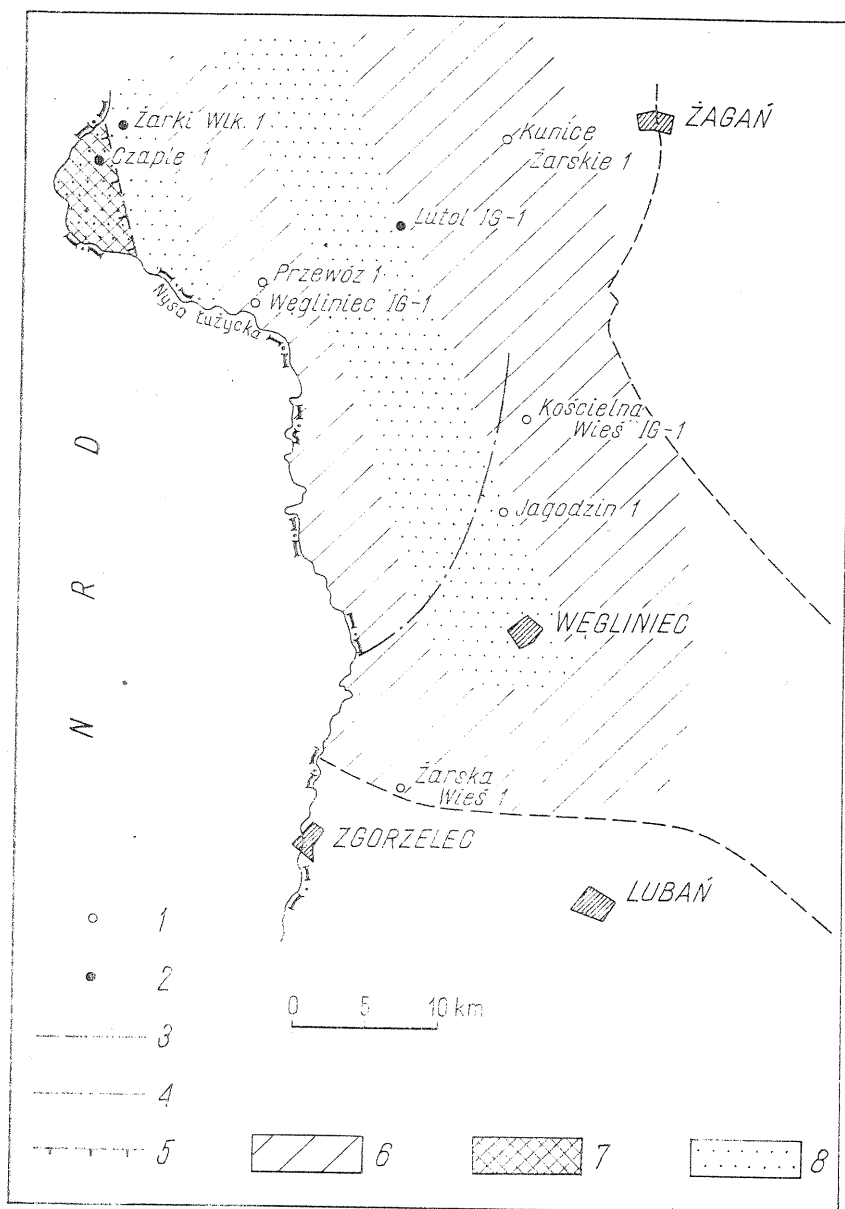 Żarki Wlk. 1
Czaple 1
Kunice
Żarskie 1
ŻAGAŃ
Lutol IG-1
Przewóz 1
Węgliniec IG-1
Nysa Łużycka
Kościelna
Wieś IG-1
Jagodzin 1
WĘGLINIEC
N R D
Żarska
Wieś 1
ZGORZELEC
LUBAŃ
1
2
3
4
5
0 5 10 km
6
7
8